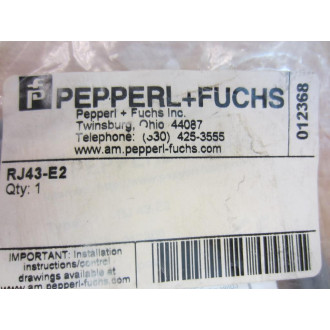 PEPPERL+FUCHS
Pepperl + Fuchs Inc.
Twinsburg, Ohio 44087
Telephone: (330) 425-3555
www.am.pepperl-fuchs.com
012368
RJ43-E2
Qty: 1
IMPORTANT: Installation
instructions/control
drawings available at
www.am.pepperl-fuchs.com